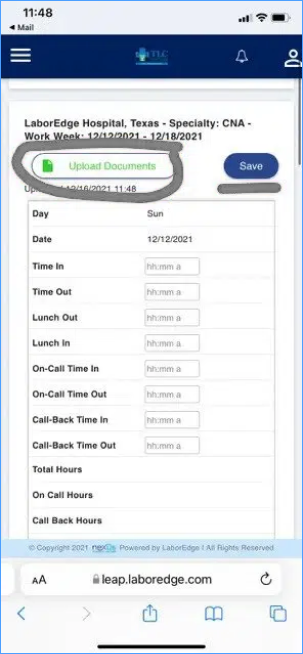 11:48
Mail
TLC
LaborEdge Hospital, Texas - Specialty: CNA -
Work Week: 12/12/2021 - 12/18/2021
Upload Documents
Save
12/16/2021 11:48
Day Sun
Date 12/12/2021
Time In hh:mm a
Time Out hh:mm a
Lunch Out hh:mm a
Lunch In hh:mm a
On-Call Time In hh:mm a
On-Call Time Out hh:mm a
Call-Back Time In hh:mm a
Call-Back Time Out hh:mm a
Total Hours
On Call Hours
Call Back Hours
© Copyright 2021 Powered by LaborEdge | All Rights Reserved
AA leap.laboredge.com